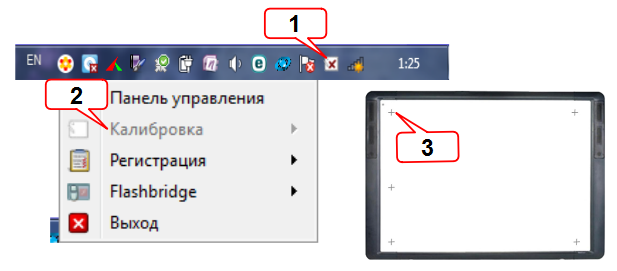 1
EN
1:25
2
Панель управления
Калибровка
3
Регистрация
Flashbridge
Выход